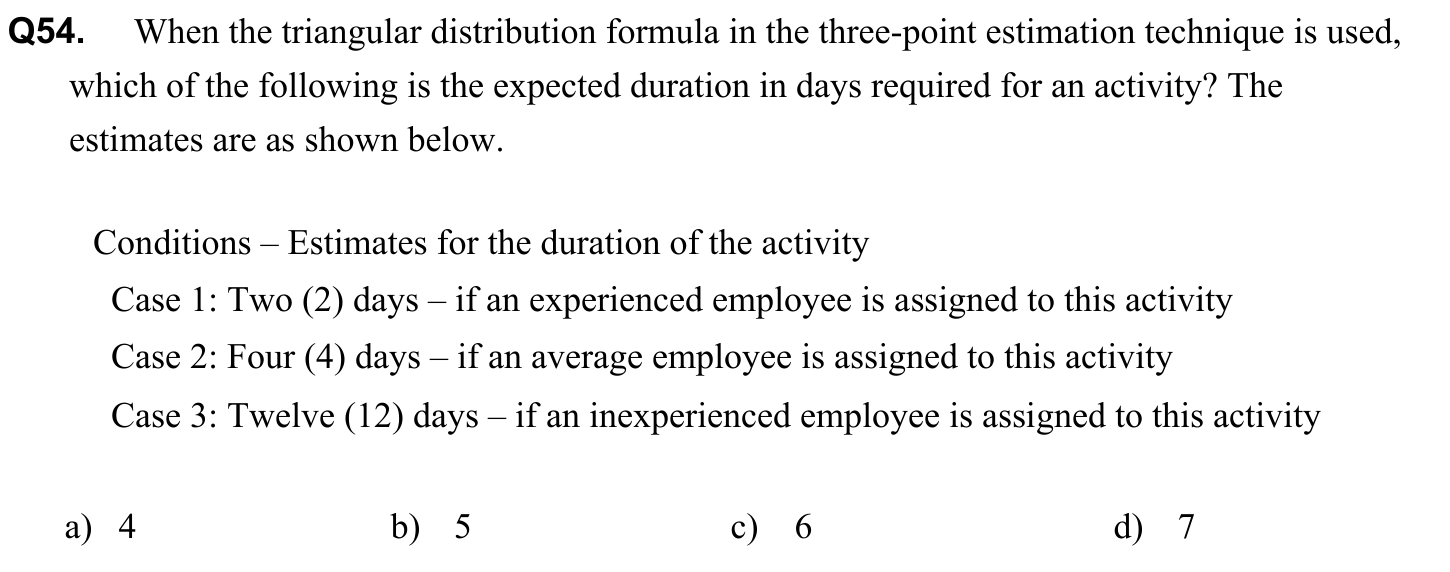 Q54. When the triangular distribution formula in the three-point estimation technique is used,
which of the following is the expected duration in days required for an activity? The
estimates are as shown below.
Conditions – Estimates for the duration of the activity
Case 1: Two (2) days – if an experienced employee is assigned to this activity
Case 2: Four (4) days – if an average employee is assigned to this activity
Case 3: Twelve (12) days – if an inexperienced employee is assigned to this activity
a) 4 b) 5 c) 6 d) 7